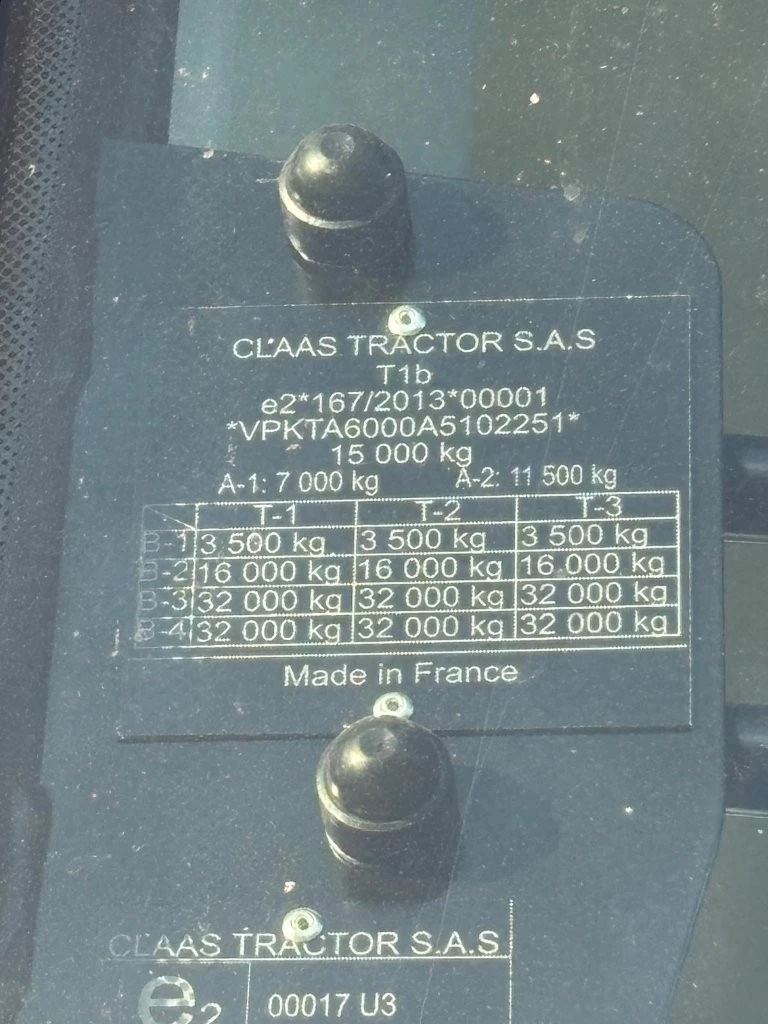 CLAAS TRACTOR S.A.S
T1b
e2*167/2013*00001
*VPKTA6000A5102251*
15 000 kg
A-1: 7 000 kg A-2: 11 500 kg
T-1 T-2 T-3
B-1 3 500 kg 3 500 kg 3 500 kg
B-2 16 000 kg 16 000 kg 16 000 kg
B-3 32 000 kg 32 000 kg 32 000 kg
B-4 32 000 kg 32 000 kg 32 000 kg
Made in France
CLAAS TRACTOR S.A.S
e2 00017 U3